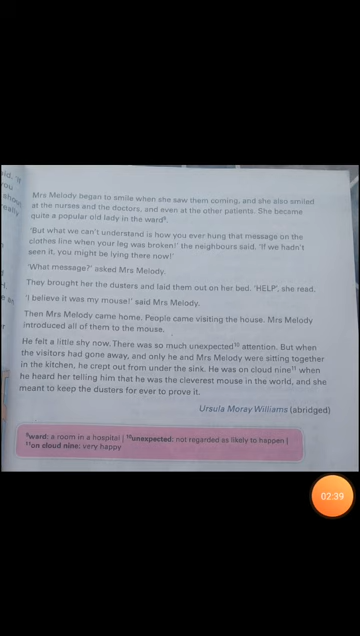 aid. 'If
you
about
really
Mrs Melody began to smile when she saw them coming, and she also smiled
at the nurses and the doctors, and even at the other patients. She became
quite a popular old lady in the ward⁹.
'But what we can't understand is how you ever hung that message on the
clothes line when your leg was broken!' the neighbours said. 'If we hadn't
seen it, you might be lying there now!'
'What message?' asked Mrs Melody.
They brought her the dusters and laid them out on her bed. 'HELP', she read.
'I believe it was my mouse!' said Mrs Melody.
Then Mrs Melody came home. People came visiting the house. Mrs Melody
introduced all of them to the mouse.
He felt a little shy now. There was so much unexpected¹⁰ attention. But when
the visitors had gone away, and only he and Mrs Melody were sitting together
in the kitchen, he crept out from under the sink. He was on cloud nine¹¹ when
he heard her telling him that he was the cleverest mouse in the world, and she
meant to keep the dusters for ever to prove it.
Ursula Moray Williams (abridged)
⁹ward: a room in a hospital | ¹⁰unexpected: not regarded as likely to happen |
¹¹on cloud nine: very happy
02:39